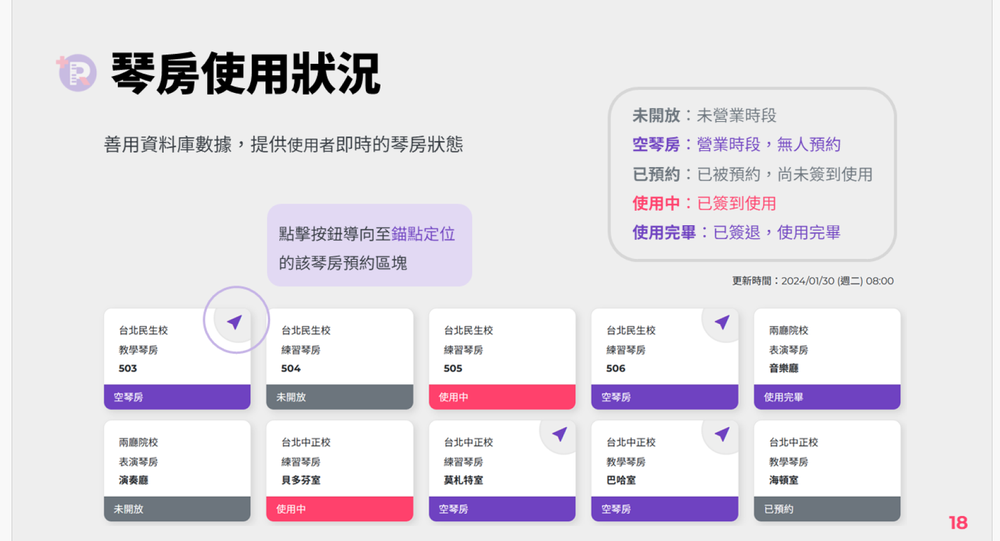 琴房使用狀況
善用資料庫數據，提供使用者即時的琴房狀態
未開放：未營業時段
空琴房：營業時段，無人預約
已預約：已被預約，尚未簽到使用
使用中：已簽到使用
使用完畢：已簽退，使用完畢
點擊按鈕導向至錨點定位
的該琴房預約區塊
更新時間：2024/01/30 (週二) 08:00
台北民生校
教學琴房
503
空琴房
台北民生校
練習琴房
504
未開放
台北民生校
練習琴房
505
使用中
台北民生校
練習琴房
506
空琴房
兩廳院校
表演琴房
音樂廳
使用完畢
兩廳院校
表演琴房
演奏廳
未開放
台北中正校
練習琴房
貝多芬室
使用中
台北中正校
練習琴房
莫札特室
空琴房
台北中正校
教學琴房
巴哈室
空琴房
台北中正校
教學琴房
海頓室
已預約
18